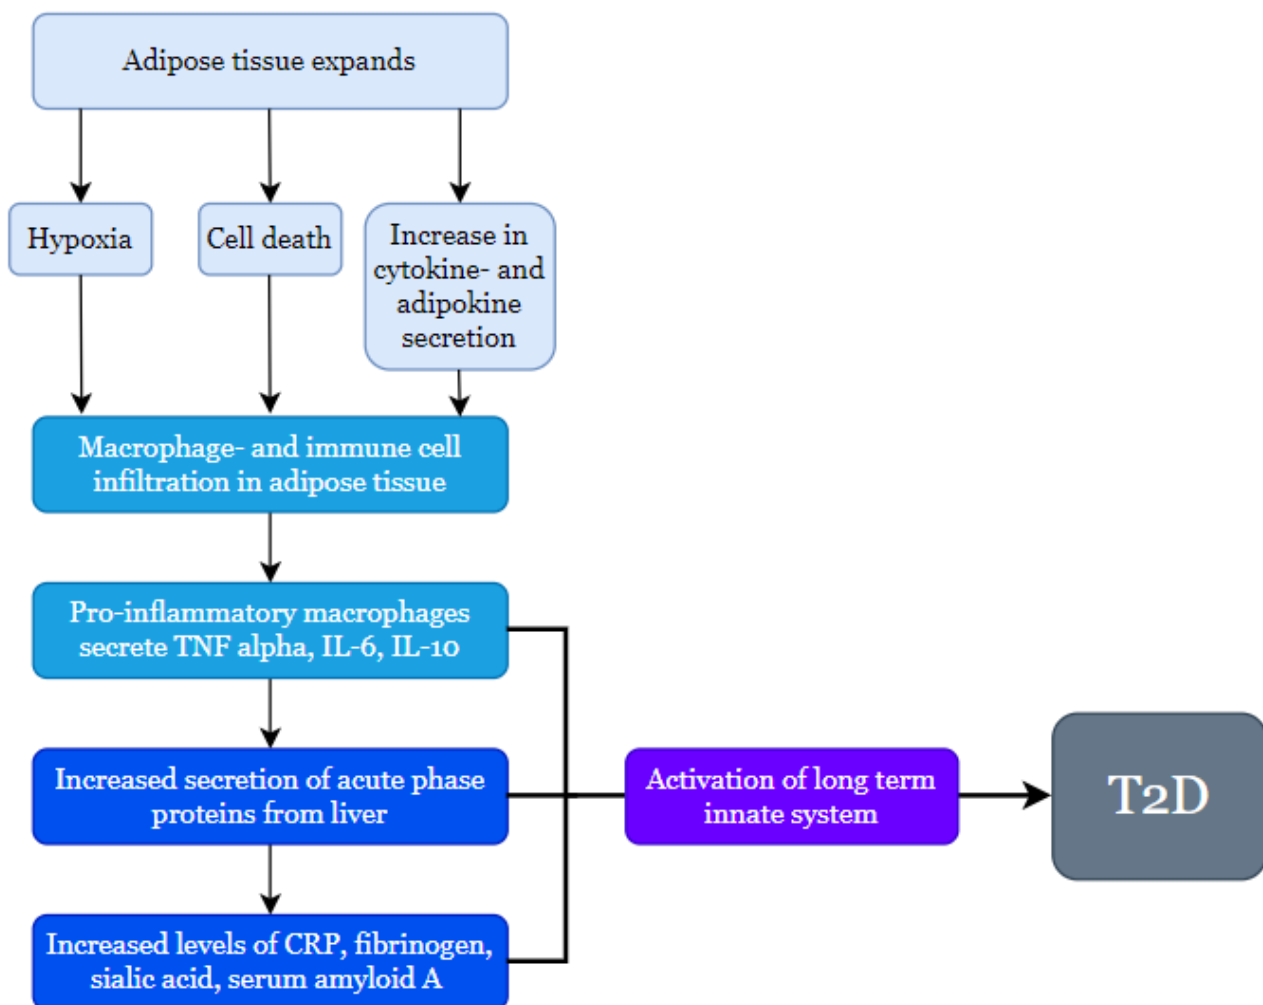 Adipose tissue expands
Hypoxia
Cell death
Increase in
cytokine- and
adipokine
secretion
Macrophage- and immune cell
infiltration in adipose tissue
Pro-inflammatory macrophages
secrete TNF alpha, IL-6, IL-10
Increased secretion of acute phase
proteins from liver
Activation of long term
innate system
T2D
Increased levels of CRP, fibrinogen,
sialic acid, serum amyloid A